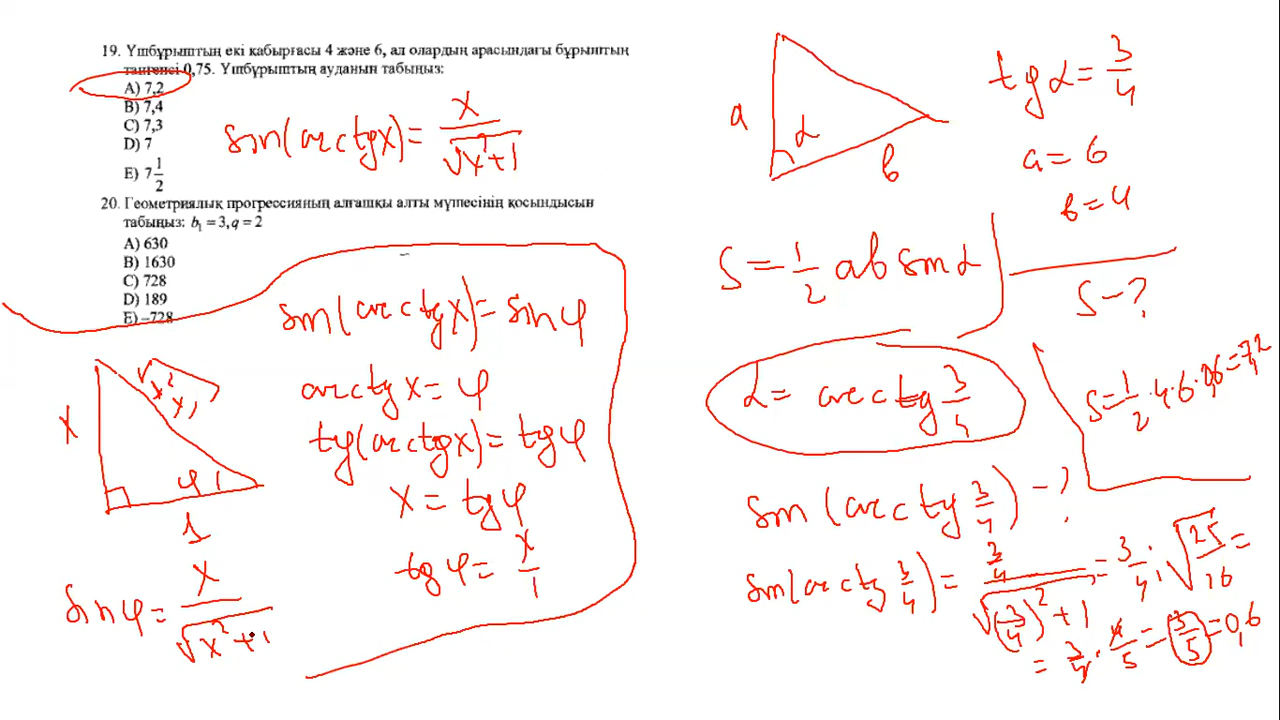 19. Үшбұрыштың екі қабырғасы 4 және 6, ал олардың арасындағы бұрыштың
тангенсі 0,75. Үшбұрыштың ауданын табыңыз:
A) 7,2
B) 7,4
C) 7,3
D) 7
E) 7 1/2
20. Геометриялық прогрессияның алғашқы алты мүшесінің қосындысын
табыңыз: b₁ = 3, q = 2
A) 630
B) 1630
C) 728
D) 189
E) –728
sin(arctgx) = x/√(x²+1)
sin(arctgx) = sinφ
arctgx = φ
tg(arctgx) = tgφ
x = tgφ
tgφ = x/1
x
√x²+1
φ
1
sinφ = x/√(x²+1)
a
α
b
tgα = 3/4
a = 6
b = 4
S = 1/2 ab sinα
S – ?
α = arctg 3/4
S = 1/2 · 4 · 6 · 0,6 = 7,2
sin(arctg 3/4) – ?
sin(arctg 3/4) = (3/4)/√((3/4)²+1) = 3/4 : √(25/16) =
= 3/4 · 4/5 = 3/5 = 0,6